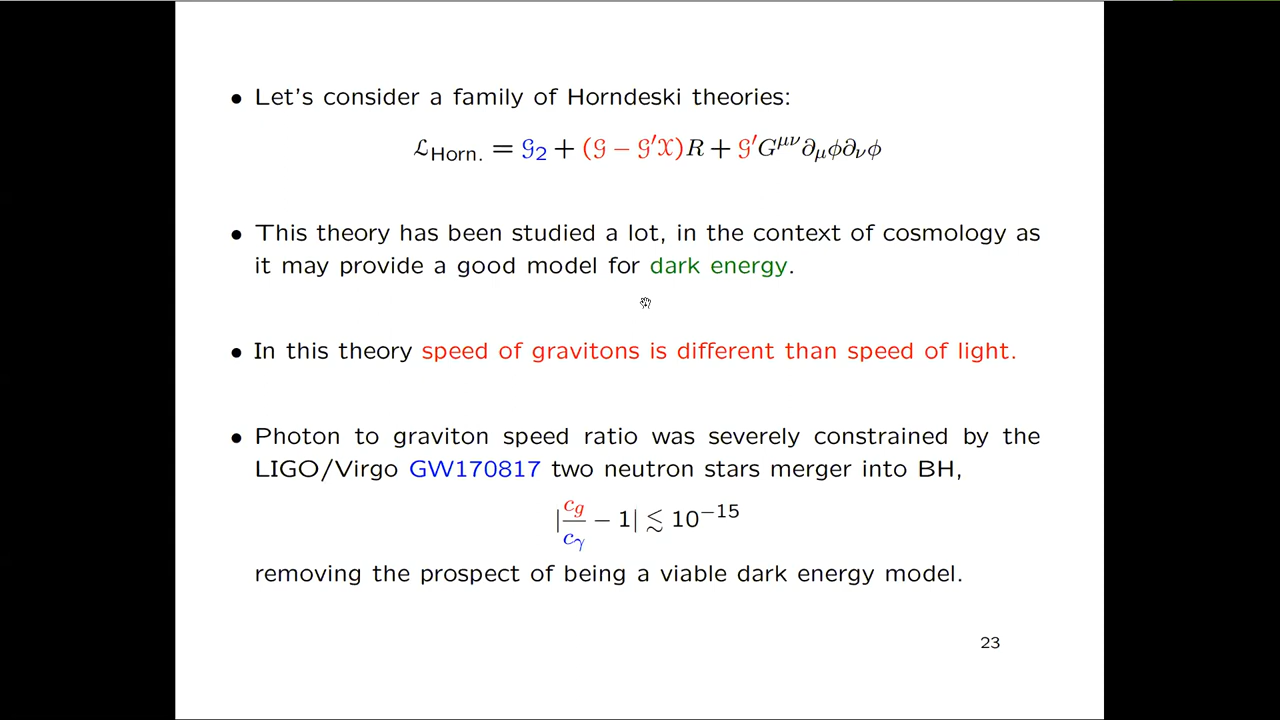 • Let's consider a family of Horndeski theories:
ℒ_Horn. = 𝒢₂ + (𝒢 − 𝒢′𝒳)R + 𝒢′G^{μν}∂_μϕ∂_νϕ
• This theory has been studied a lot, in the context of cosmology as
it may provide a good model for dark energy.
• In this theory speed of gravitons is different than speed of light.
• Photon to graviton speed ratio was severely constrained by the
LIGO/Virgo GW170817 two neutron stars merger into BH,
|c_g/c_γ − 1| ≲ 10^{−15}
removing the prospect of being a viable dark energy model.
23